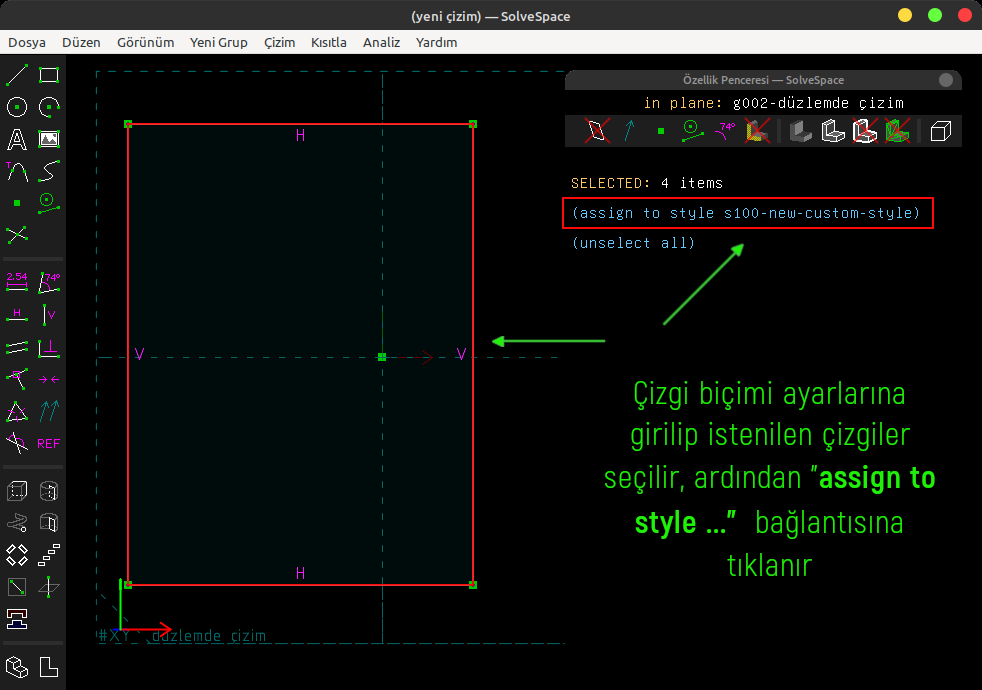 (yeni çizim) — SolveSpace
Dosya Düzen Görünüm Yeni Grup Çizim Kısıtla Analiz Yardım
Özellik Penceresi — SolveSpace
in plane: g002-düzlemde çizim
74°
SELECTED: 4 items
(assign to style s100-new-custom-style)
(unselect all)
A
T
2.54 74°
H V
REF
H
V V
H
#XY düzlemde çizim
Çizgi biçimi ayarlarına
girilip istenilen çizgiler
seçilir, ardından "assign to
style ..." bağlantısına
tıklanır